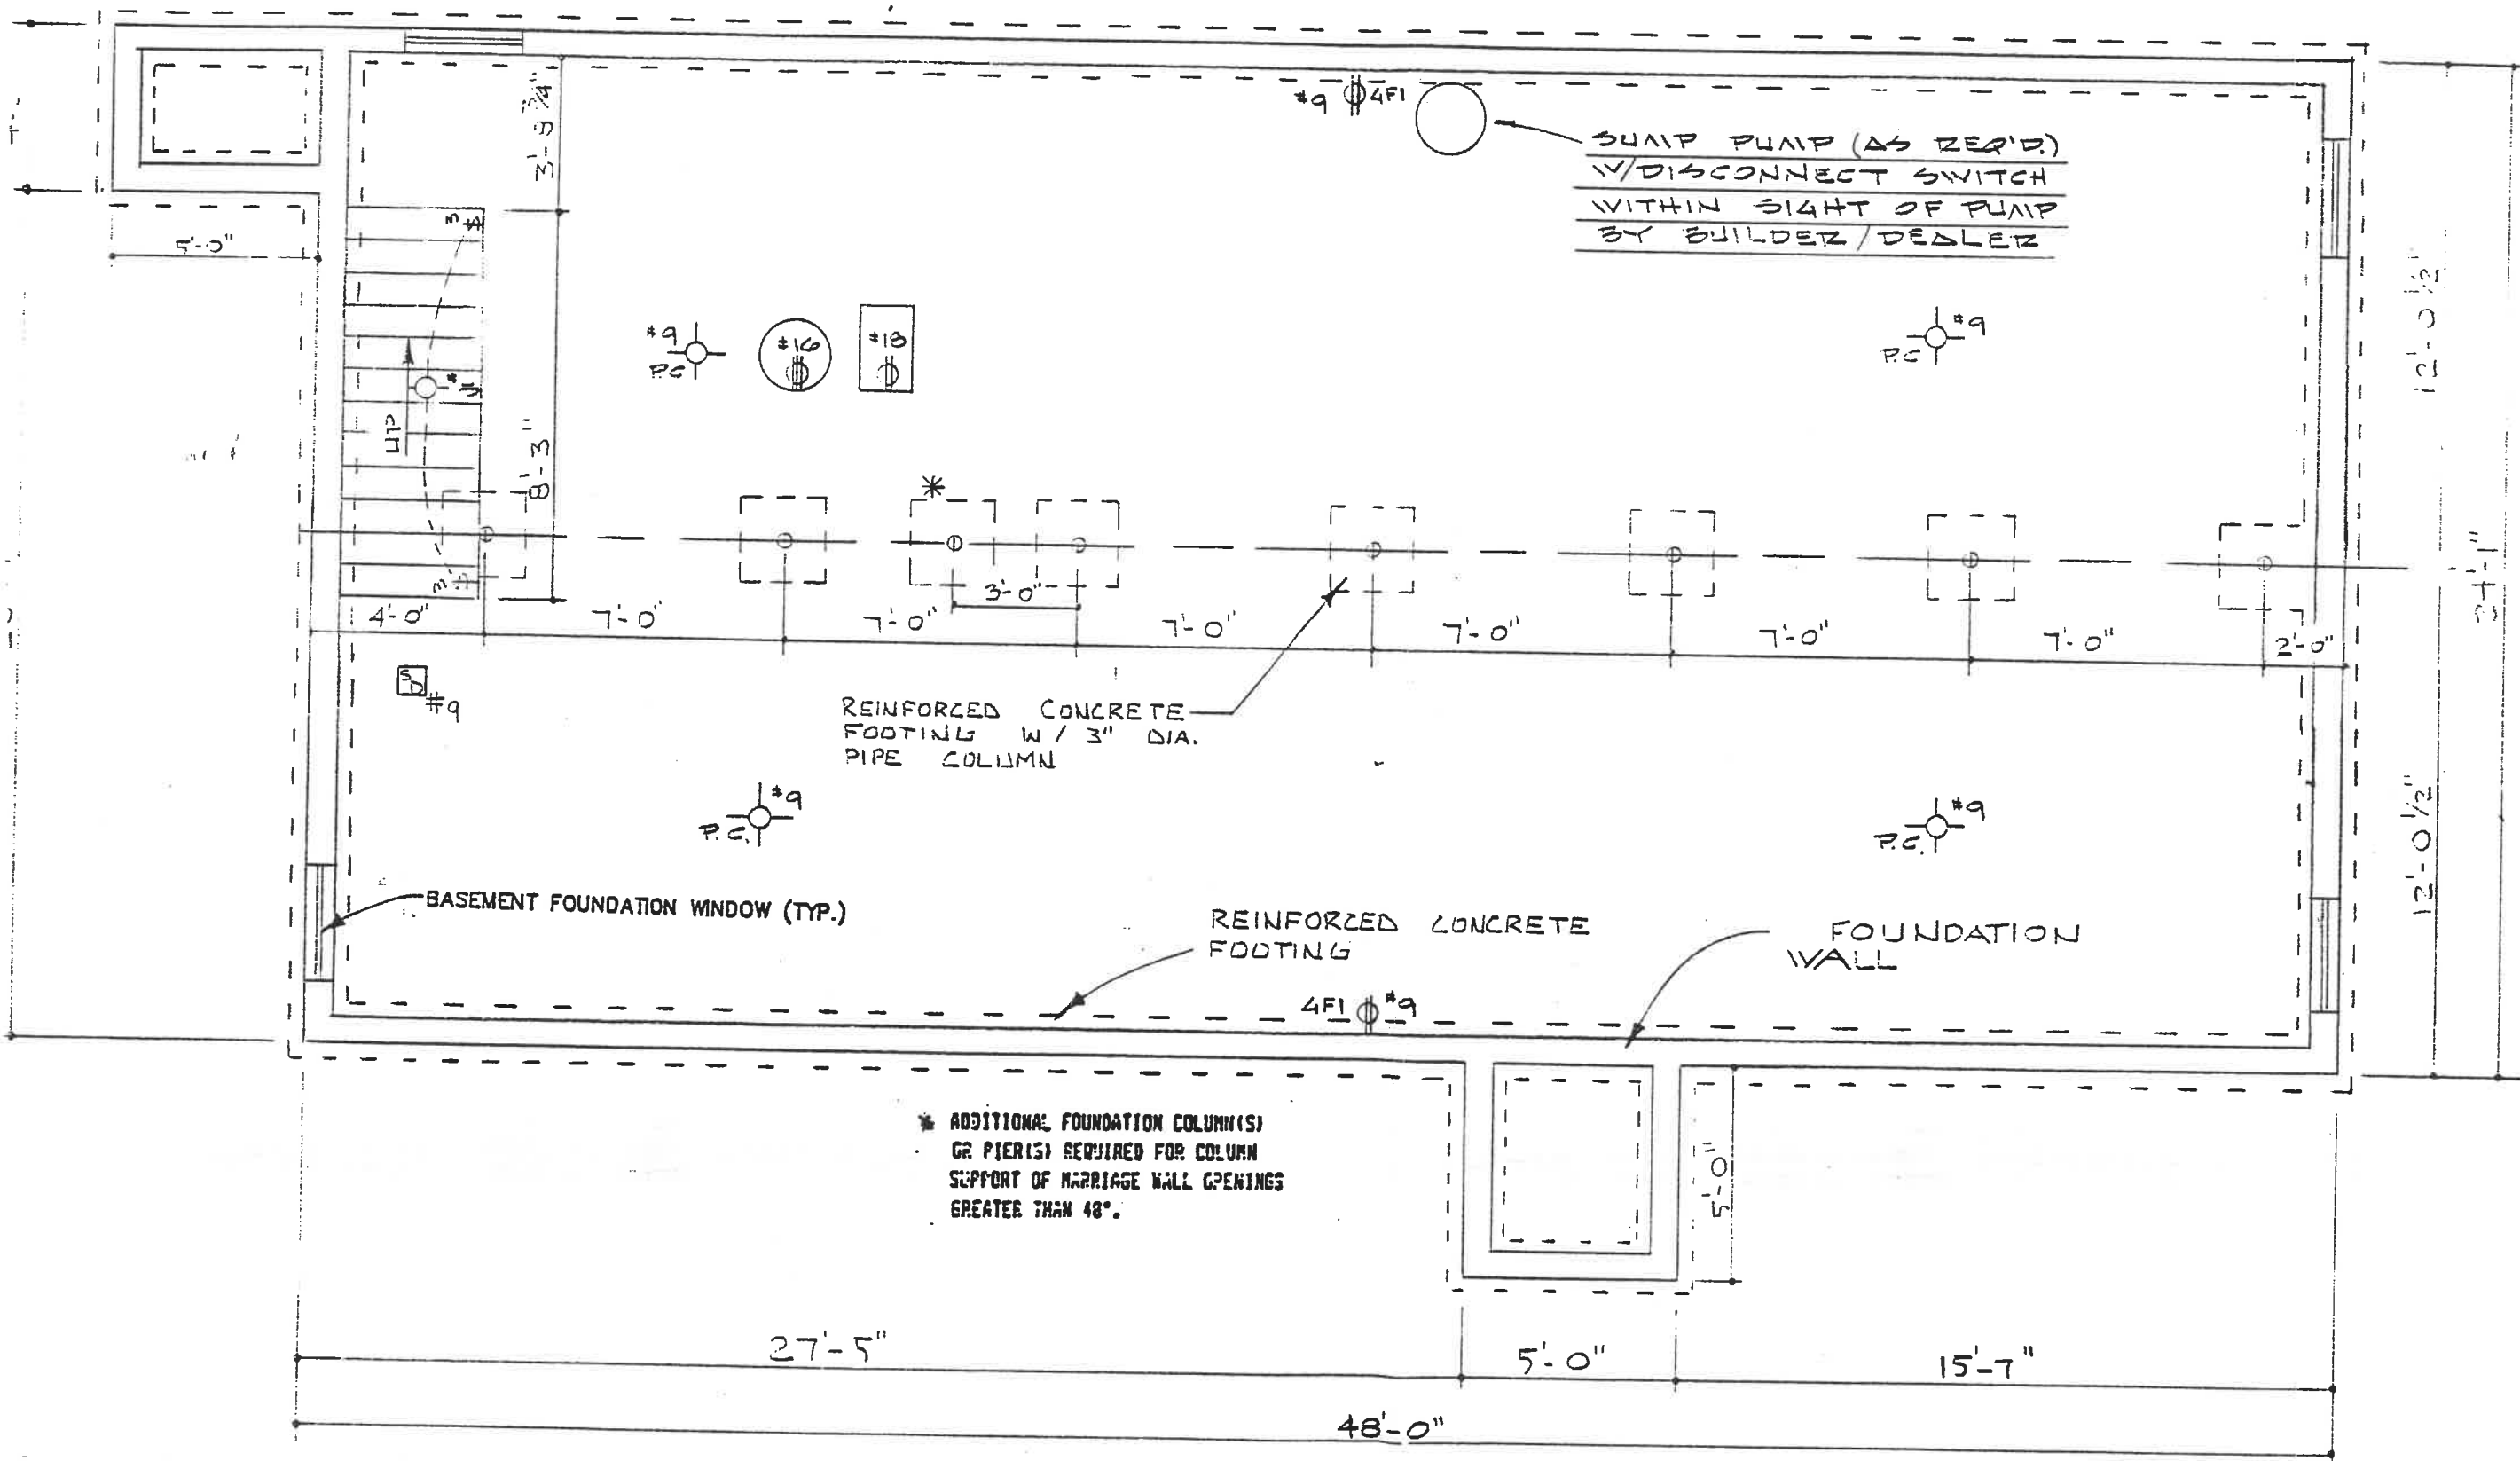 3'-8 3/4"
#9
4F1
SUMP PUMP (AS REQ'D.)
W/DISCONNECT SWITCH
WITHIN SIGHT OF PUMP
BY BUILDER/DEALER
5'-0"
12'-0 1/2"
#9
P.C
#16
#18
#9
P.C
UP
8'-3"
24'-1"
*
3'-0"
4'-0"
7'-0"
7'-0"
7'-0"
7'-0"
7'-0"
7'-0"
2'-0"
SD
#9
REINFORCED CONCRETE
FOOTING W/ 3" DIA.
PIPE COLUMN
#9
P.C.
#9
P.C.
12'-0 1/2"
BASEMENT FOUNDATION WINDOW (TYP.)
REINFORCED CONCRETE
FOOTING
FOUNDATION
WALL
4F1
#9
* ADDITIONAL FOUNDATION COLUMN(S)
OR PIER(S) REQUIRED FOR COLUMN
SUPPORT OF MARRIAGE WALL OPENINGS
GREATER THAN 48".
5'-0"
27'-5"
5'-0"
15'-7"
48'-0"